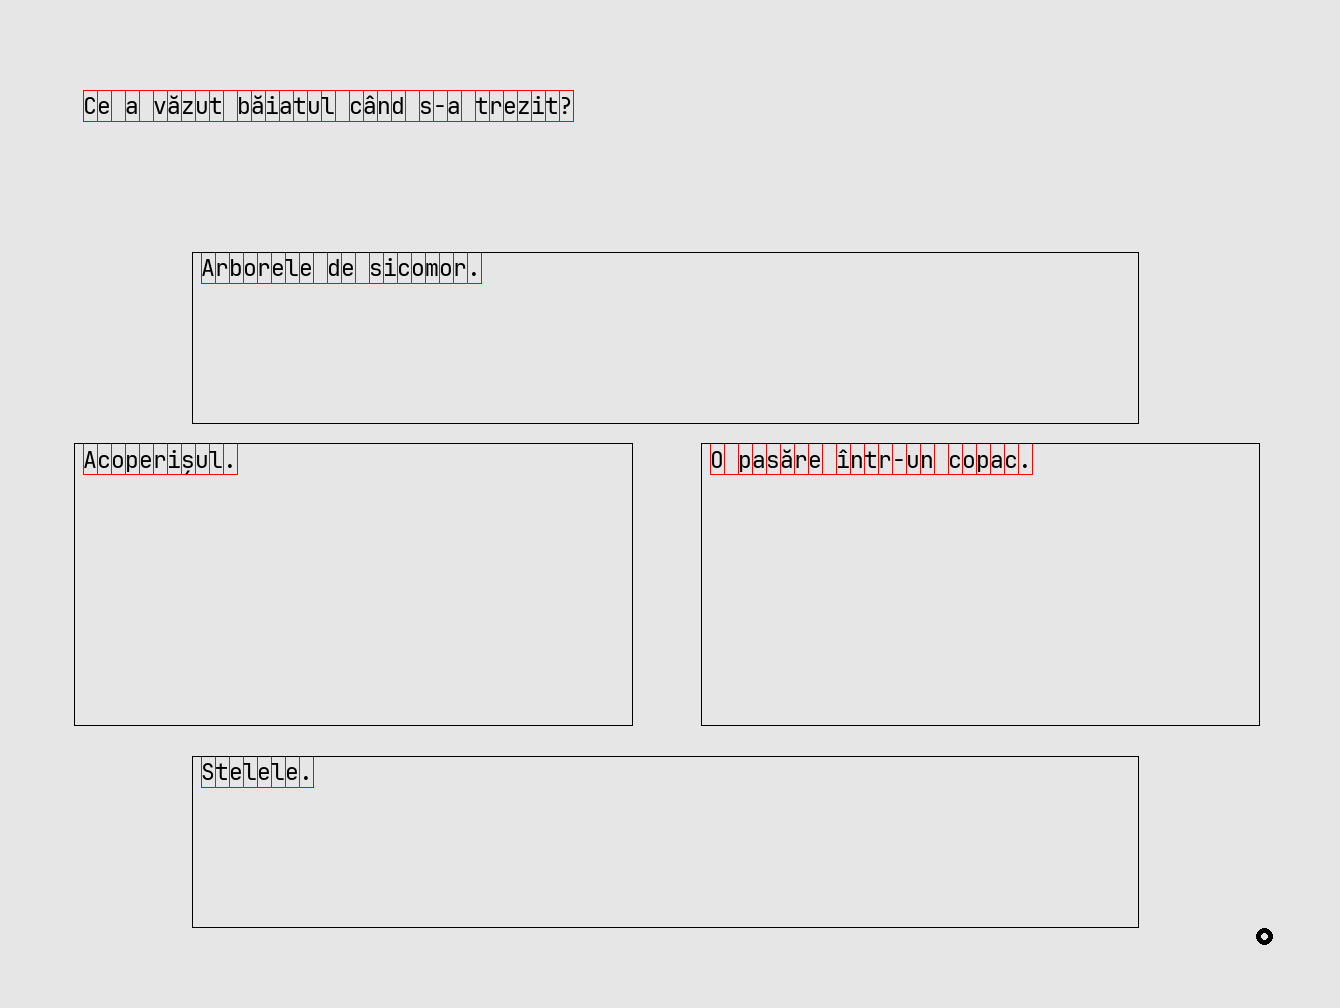 Ce a văzut băiatul când s-a trezit?
Arborele de sicomor.
Acoperișul.
O pasăre într-un copac.
Stelele.